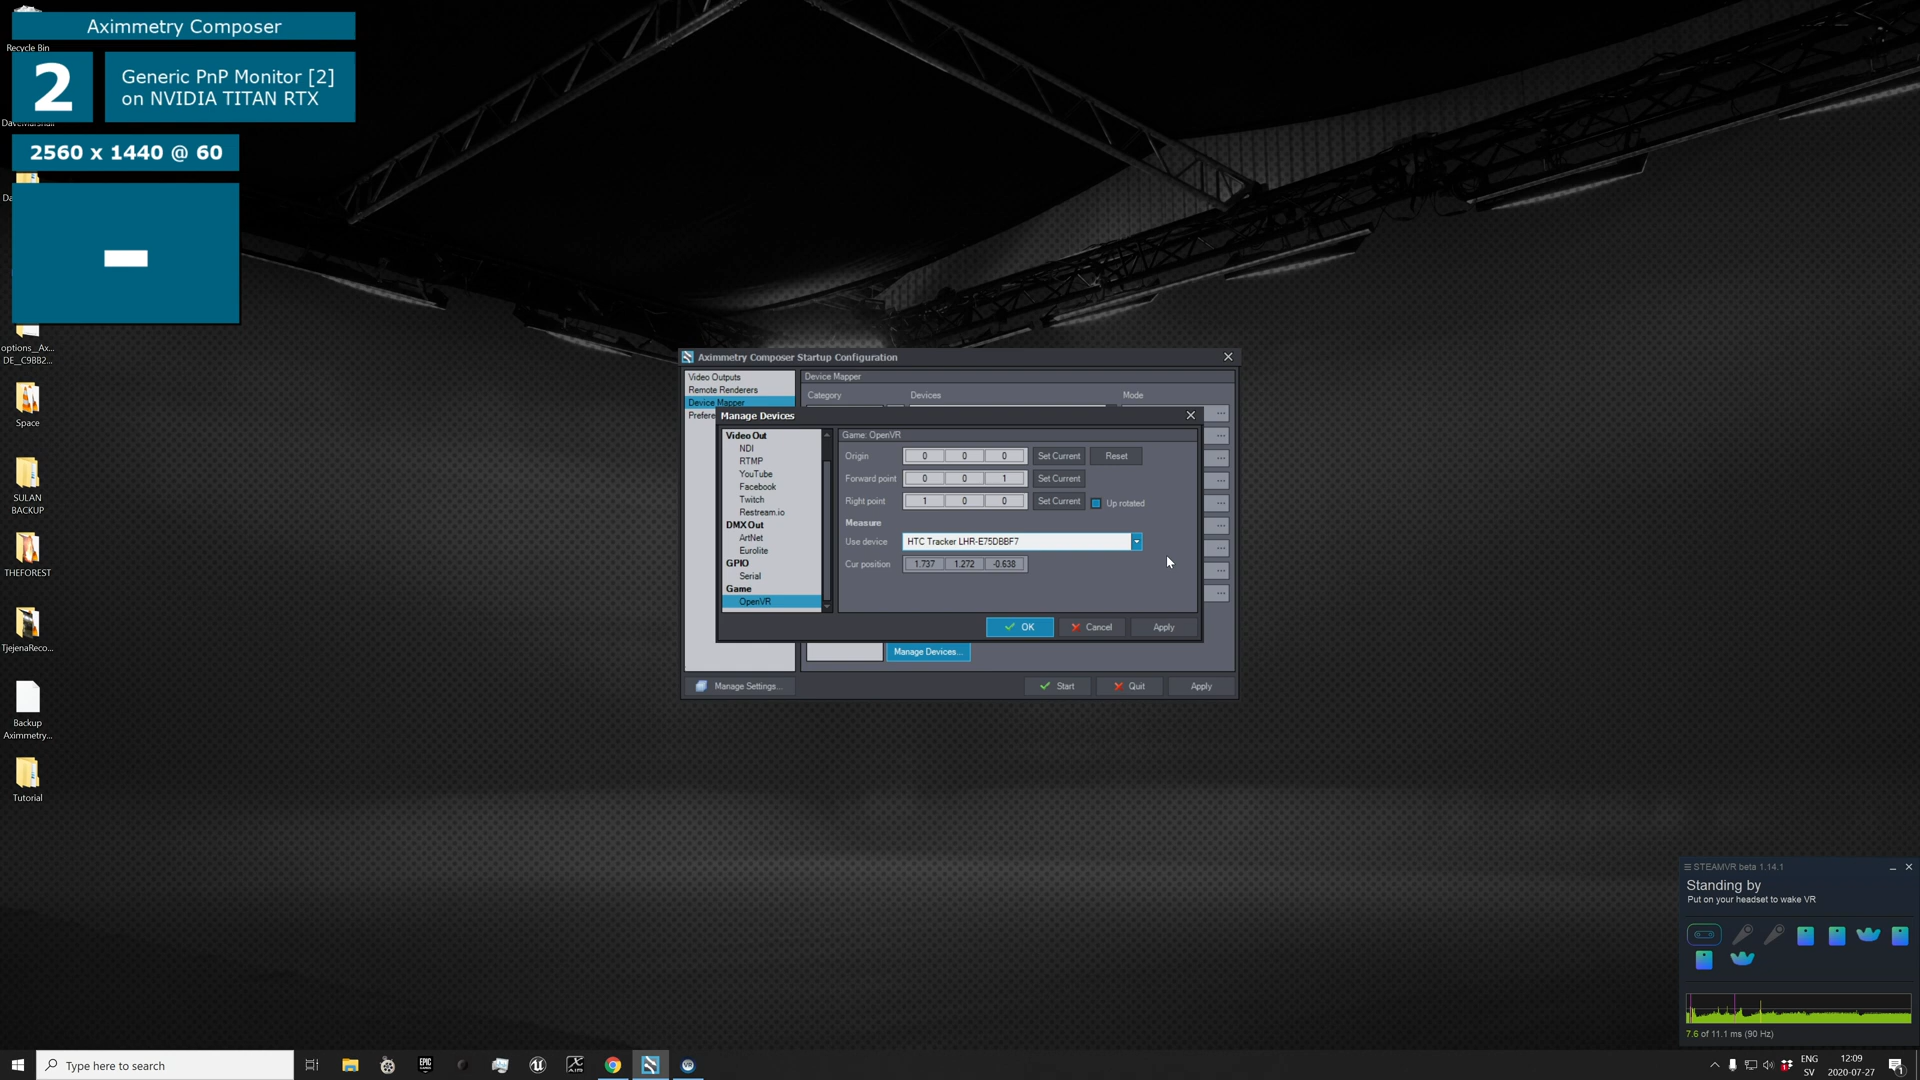 Aximmetry Composer
Recycle Bin
2
Generic PnP Monitor [2]
on NVIDIA TITAN RTX
2560 x 1440 @ 60
options_Ax...
DE_C9BB2...
Space
SULAN
BACKUP
THEFOREST
TjejenaReco...
Backup
Aximmetry...
Tutorial
Aximmetry Composer Startup Configuration
Video Outputs
Remote Renderers
Device Mapper
Prefere
Device Mapper
Category
Devices
Mode
Manage Devices
Video Out
NDI
RTMP
YouTube
Facebook
Twitch
Restream.io
DMX Out
ArtNet
Eurolite
GPIO
Serial
Game
OpenVR
Game: OpenVR
Origin 0 0 0 Set Current Reset
Forward point 0 0 1 Set Current
Right point 1 0 0 Set Current Up rotated
Measure
Use device HTC Tracker LHR-E75DBBF7
Cur position 1.737 1.272 -0.638
OK Cancel Apply
Manage Devices...
Manage Settings... Start Quit Apply
STEAMVR beta 1.14.1
Standing by
Put on your headset to wake VR
7.6 of 11.1 ms (90 Hz)
Type here to search
EPIC
GAMES
ENG
SV
12:09
2020-07-27